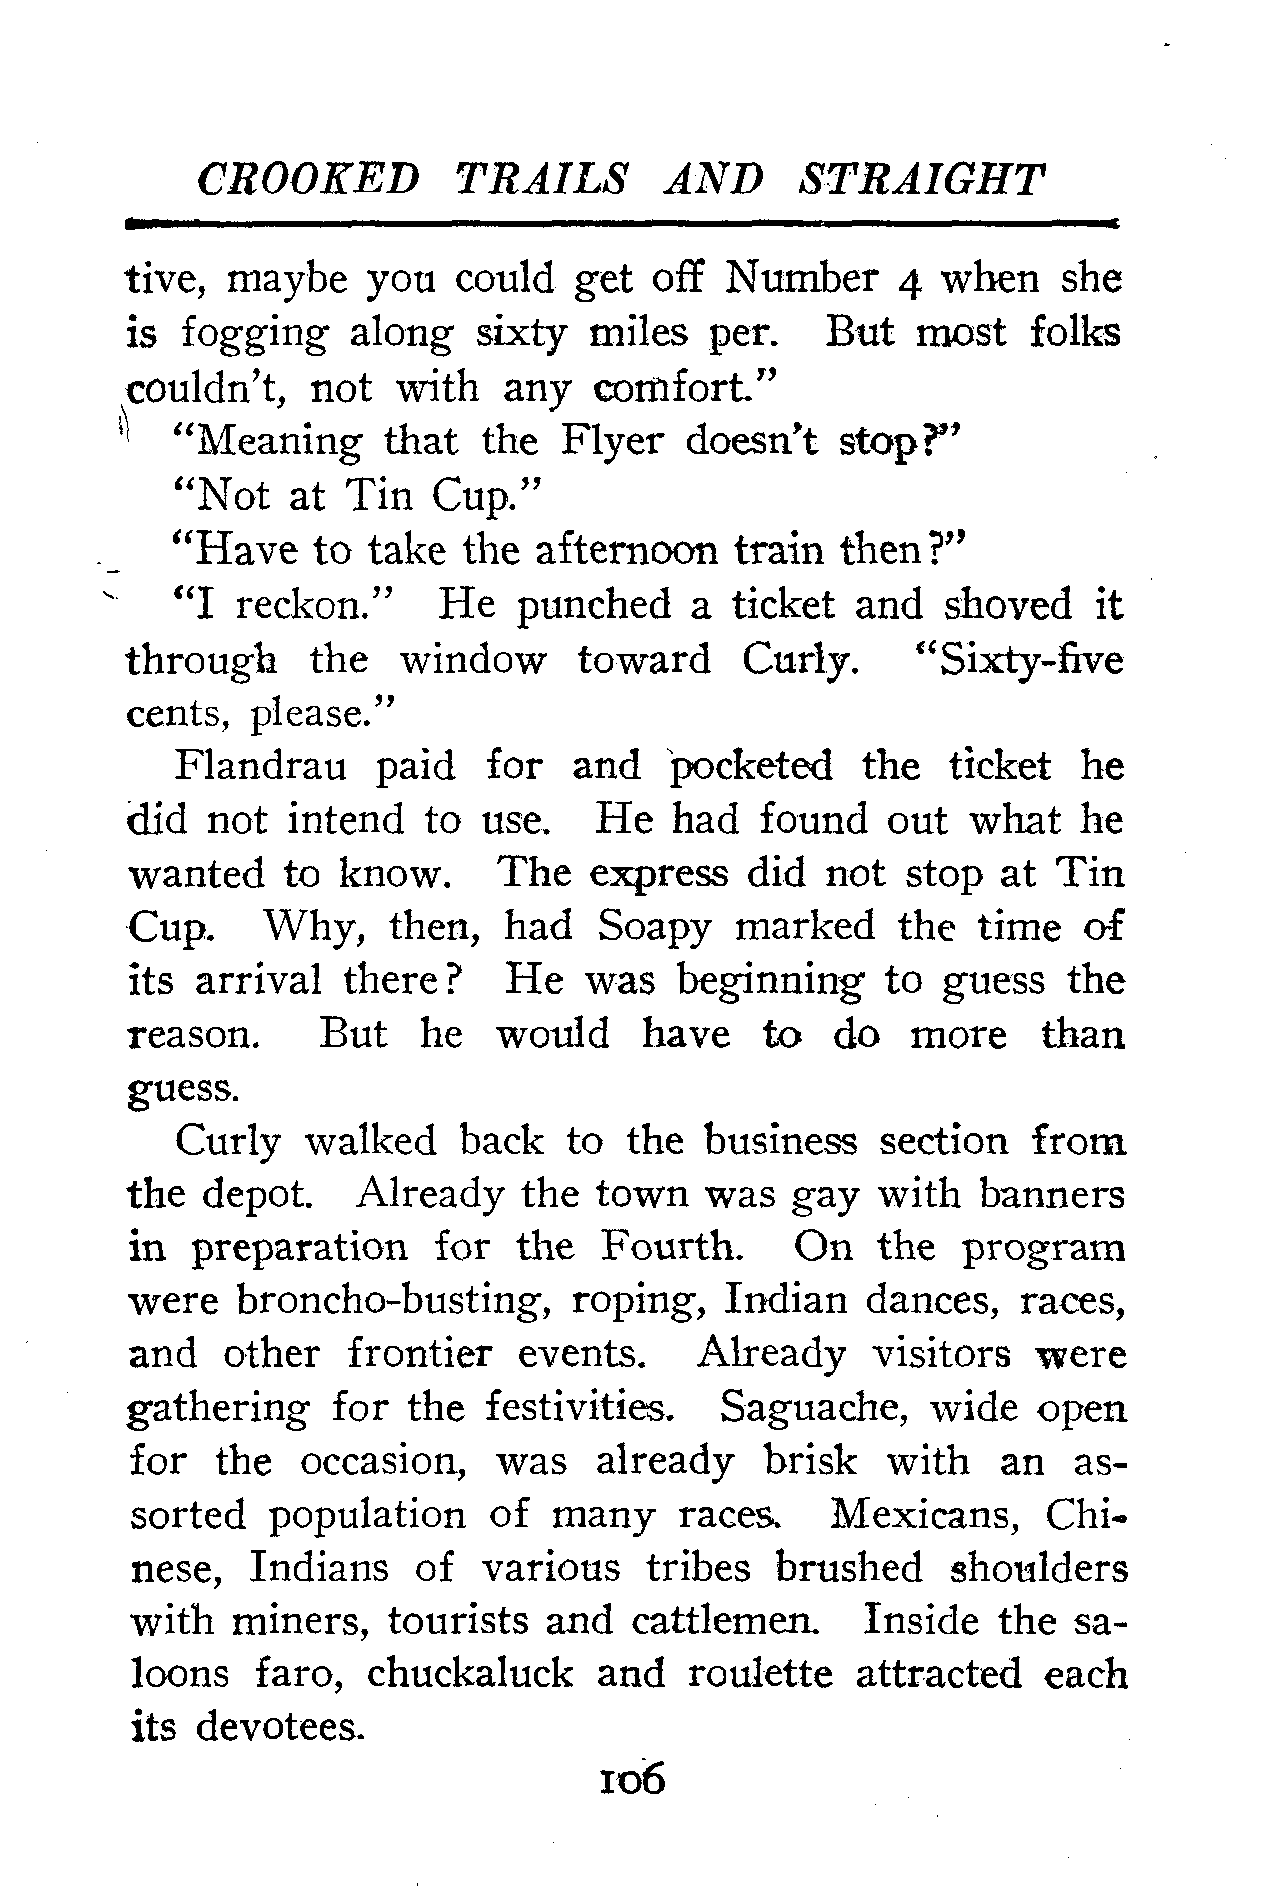 CROOKED TRAILS AND STRAIGHT
tive, maybe you could get off Number 4 when she
is fogging along sixty miles per. But most folks
couldn't, not with any comfort."
"Meaning that the Flyer doesn't stop?"
"Not at Tin Cup."
"Have to take the afternoon train then?"
"I reckon." He punched a ticket and shoved it
through the window toward Curly. "Sixty-five
cents, please."
Flandrau paid for and pocketed the ticket he
did not intend to use. He had found out what he
wanted to know. The express did not stop at Tin
Cup. Why, then, had Soapy marked the time of
its arrival there? He was beginning to guess the
reason. But he would have to do more than
guess.
Curly walked back to the business section from
the depot. Already the town was gay with banners
in preparation for the Fourth. On the program
were broncho-busting, roping, Indian dances, races,
and other frontier events. Already visitors were
gathering for the festivities. Saguache, wide open
for the occasion, was already brisk with an as-
sorted population of many races. Mexicans, Chi-
nese, Indians of various tribes brushed shoulders
with miners, tourists and cattlemen. Inside the sa-
loons faro, chuckaluck and roulette attracted each
its devotees.
106